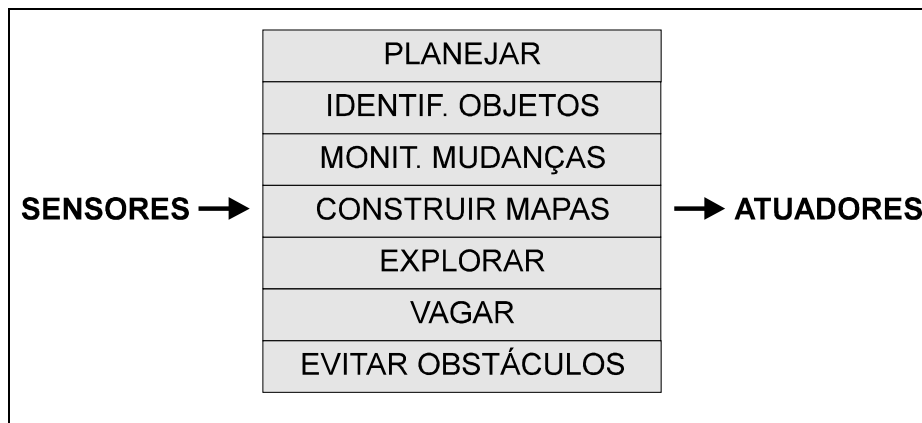 PLANEJAR
IDENTIF. OBJETOS
MONIT. MUDANÇAS
SENSORES CONSTRUIR MAPAS ATUADORES
EXPLORAR
VAGAR
EVITAR OBSTÁCULOS